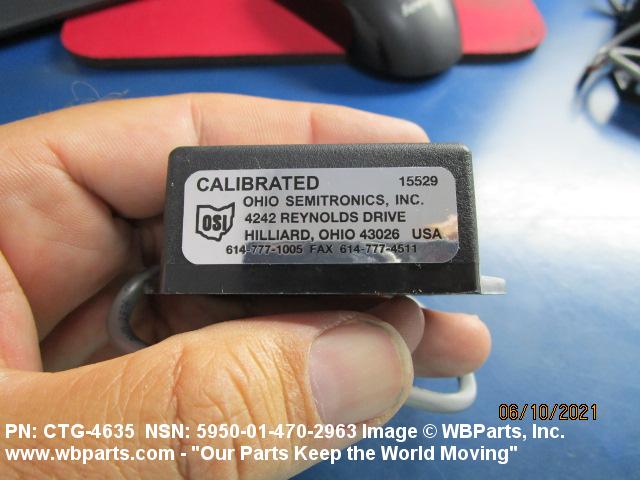 CALIBRATED 15529
OHIO SEMITRONICS, INC.
OSI
4242 REYNOLDS DRIVE
HILLIARD, OHIO 43026 USA
614-777-1005 FAX 614-777-4511
06/10/2021
PN: CTG-4635 NSN: 5950-01-470-2963 Image © WBParts, Inc.
www.wbparts.com - "Our Parts Keep the World Moving"